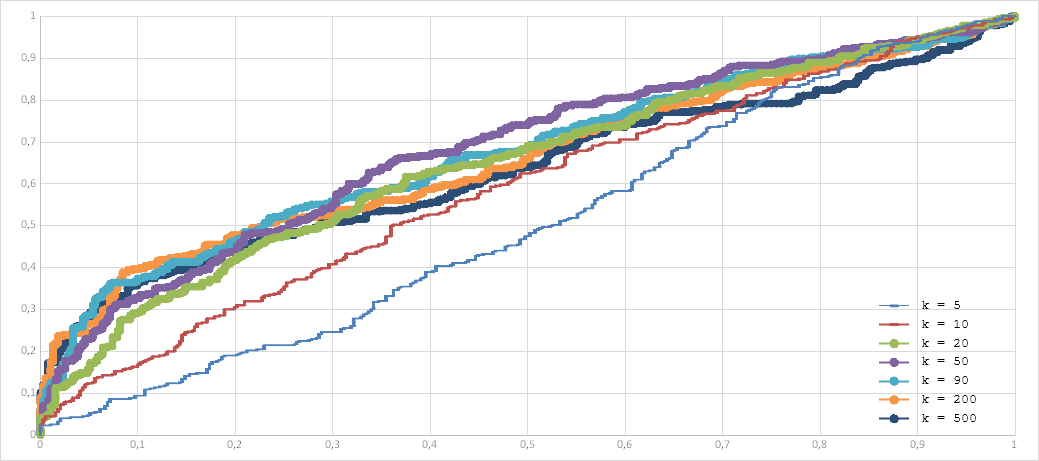 1
0,9
0,8
0,7
0,6
0,5
0,4
0,3
0,2
0,1
0
0 0,1 0,2 0,3 0,4 0,5 0,6 0,7 0,8 0,9 1
k = 5
k = 10
k = 20
k = 50
k = 90
k = 200
k = 500